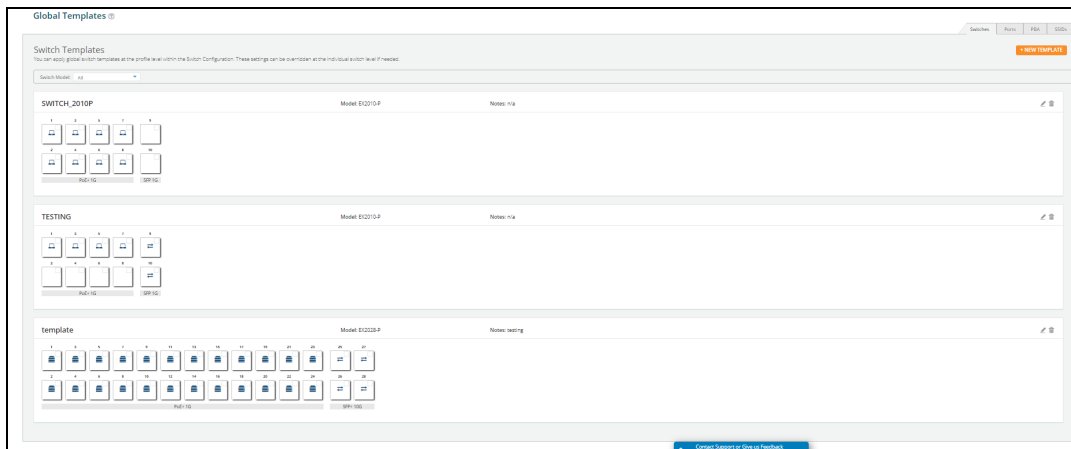 Global Templates
Switches Ports PBA SSIDs
Switch Templates
+ NEW TEMPLATE
You can apply global switch templates at the profile level within the Switch Configuration. These settings can be overridden at the individual switch level if needed.
Switch Model: All
SWITCH_2010P Model: EX2010-P Notes: n/a
1 3 5 7 9
2 4 6 8 10
PoE+ 1G SFP 1G
TESTING Model: EX2010-P Notes: n/a
1 3 5 7 9
2 4 6 8 10
PoE+ 1G SFP 1G
template Model: EX2028-P Notes: testing
1 3 5 7 9 11 13 15 17 19 21 23 25 27
2 4 6 8 10 12 14 16 18 20 22 24 26 28
PoE+ 1G SFP+ 10G
Contact Support or Give us Feedback